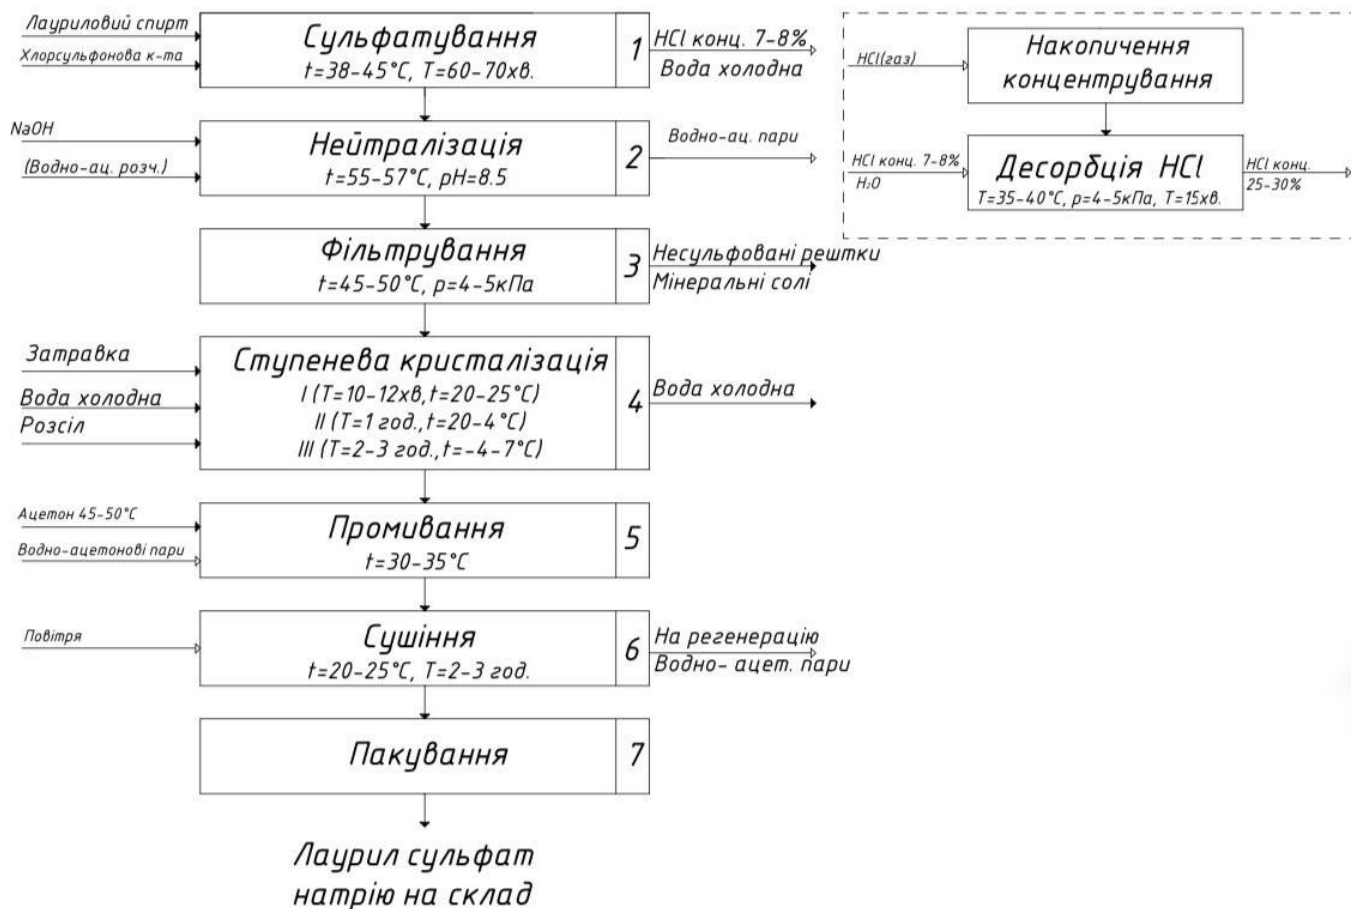 Лауриловий спирт
Хлорсульфонова к-та
Сульфатування
t=38-45°C, T=60-70хв.
1
HCl конц. 7-8%
Вода холодна
NaOH
(Водно-ац. розч.)
Нейтралізація
t=55-57°C, pH=8.5
2
Водно-ац. пари
Фільтрування
t=45-50°C, p=4-5кПа
3
Несульфовані рештки
Мінеральні солі
Затравка
Вода холодна
Розсіл
Ступенева кристалізація
I (T=10-12хв,t=20-25°C)
II (T=1 год.,t=20-4°C)
III (T=2-3 год.,t=-4-7°C)
4
Вода холодна
Ацетон 45-50°C
Водно-ацетонові пари
Промивання
t=30-35°C
5
Повітря
Сушіння
t=20-25°C, T=2-3 год.
6
На регенерацію
Водно- ацет. пари
Пакування
7
Лаурил сульфат
натрію на склад
HCl(газ)
Накопичення
концентрування
HCl конц. 7-8%
H₂O
Десорбція HCl
T=35-40°C, p=4-5кПа, T=15хв.
HCl конц.
25-30%